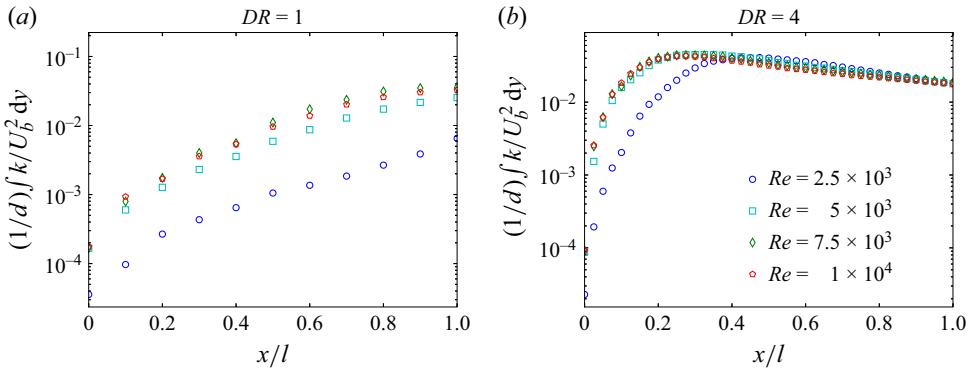 (a) DR = 1
(1/d) ∫ k/U_b^2 dy
10^{-1}
10^{-2}
10^{-3}
10^{-4}
0 0.2 0.4 0.6 0.8 1.0
x/l
(b) DR = 4
(1/d) ∫ k/U_b^2 dy
10^{-2}
10^{-3}
10^{-4}
Re = 2.5 × 10^3
Re = 5 × 10^3
Re = 7.5 × 10^3
Re = 1 × 10^4
0 0.2 0.4 0.6 0.8 1.0
x/l